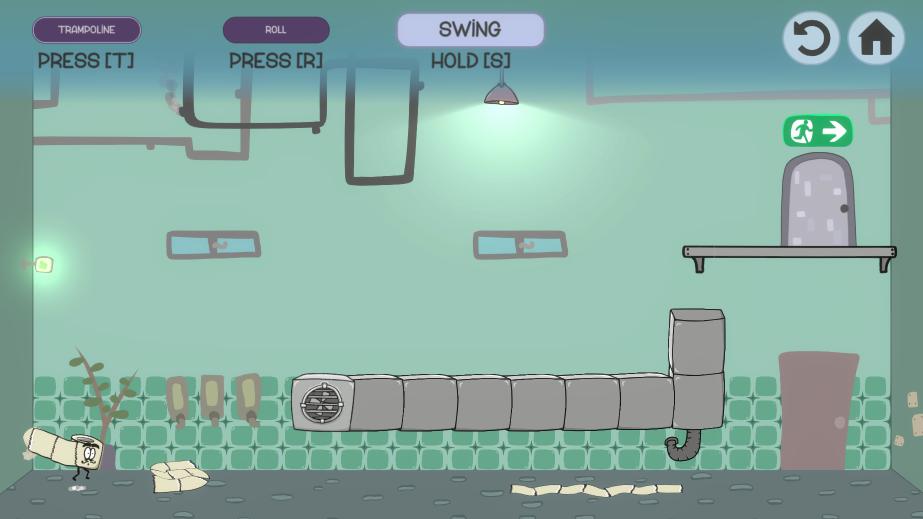 TRAMPOLINE
ROLL
SWING
PRESS [T]
PRESS [R]
HOLD [S]